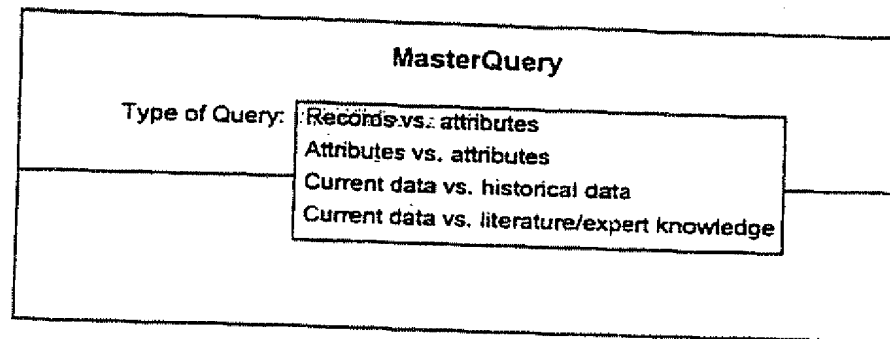 MasterQuery
Type of Query: Records vs. attributes
Attributes vs. attributes
Current data vs. historical data
Current data vs. literature/expert knowledge